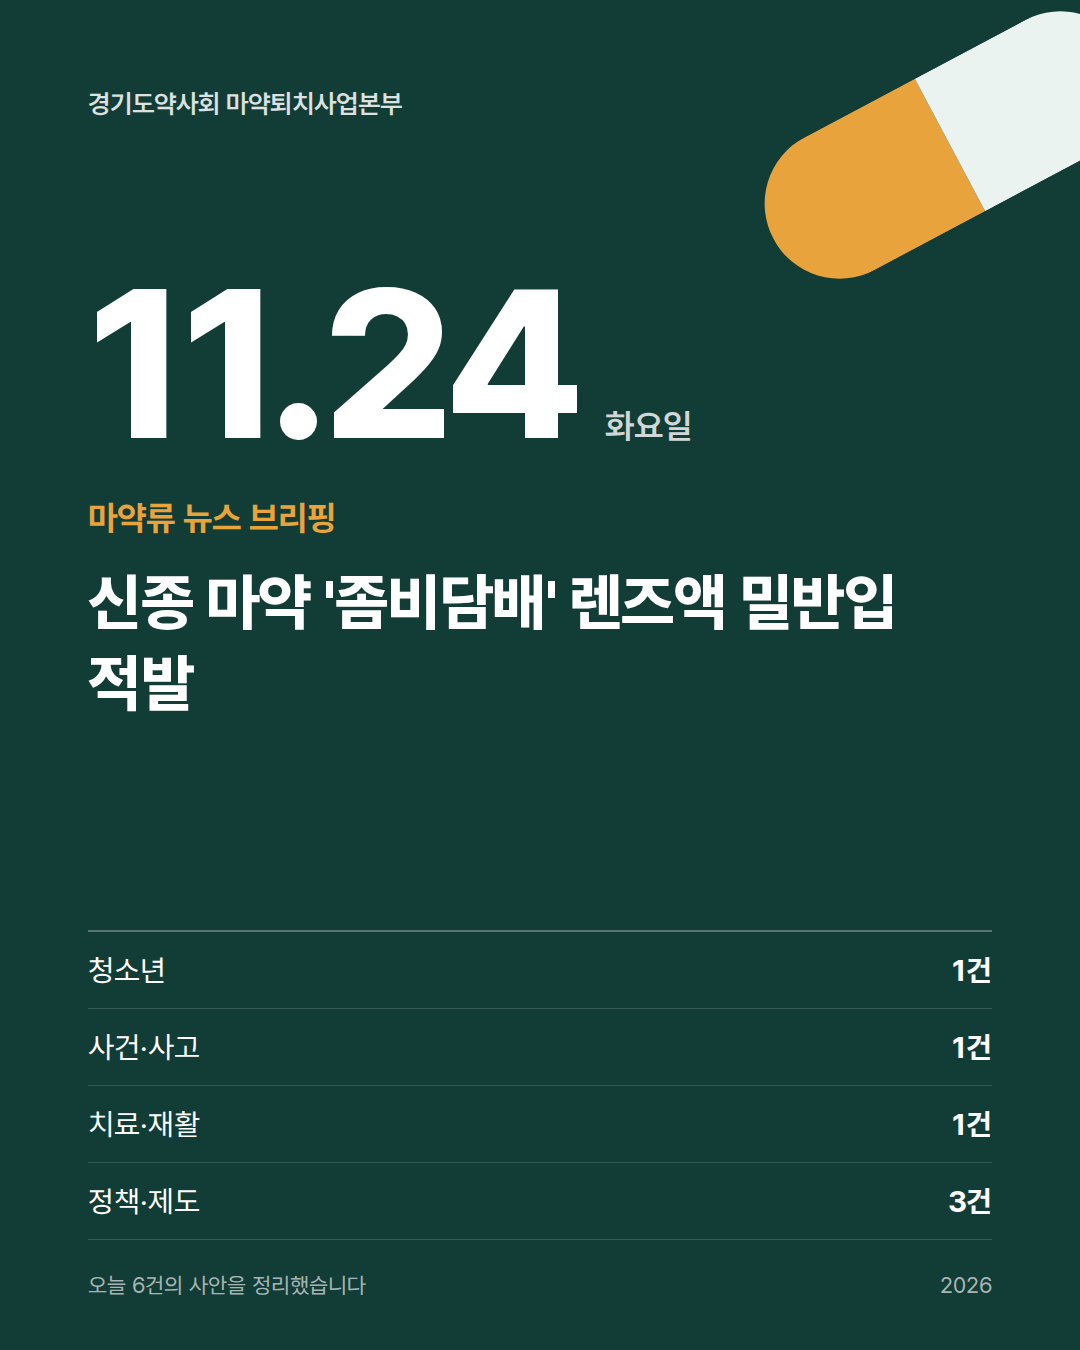 경기도약사회 마약퇴치사업본부
11.24 화요일
마약류 뉴스 브리핑
신종 마약 '좀비담배' 렌즈액 밀반입
적발
청소년 1건
사건·사고 1건
치료·재활 1건
정책·제도 3건
오늘 6건의 사안을 정리했습니다 2026